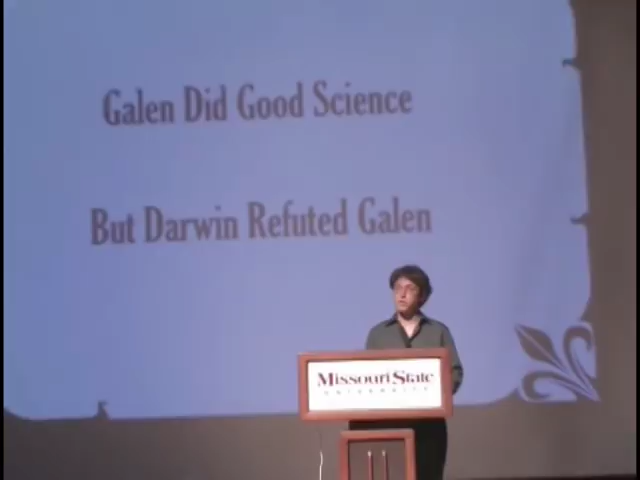 Galen Did Good Science
But Darwin Refuted Galen
Missouri State
UNIVERSITY